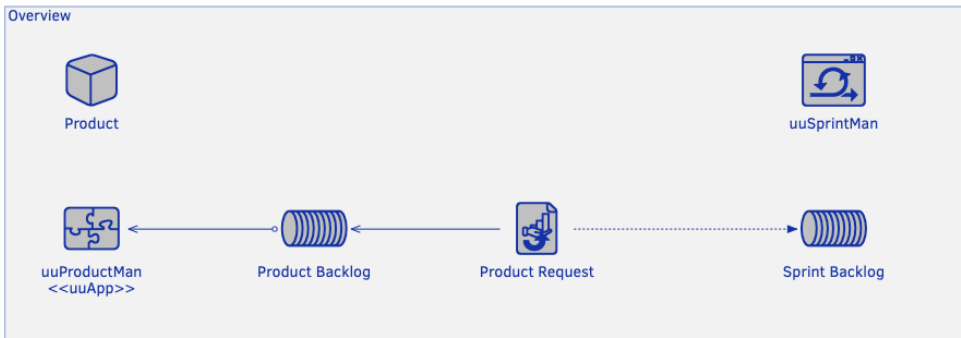 Overview
Product
uuSprintMan
uuProductMan
<<uuApp>>
Product Backlog
Product Request
Sprint Backlog